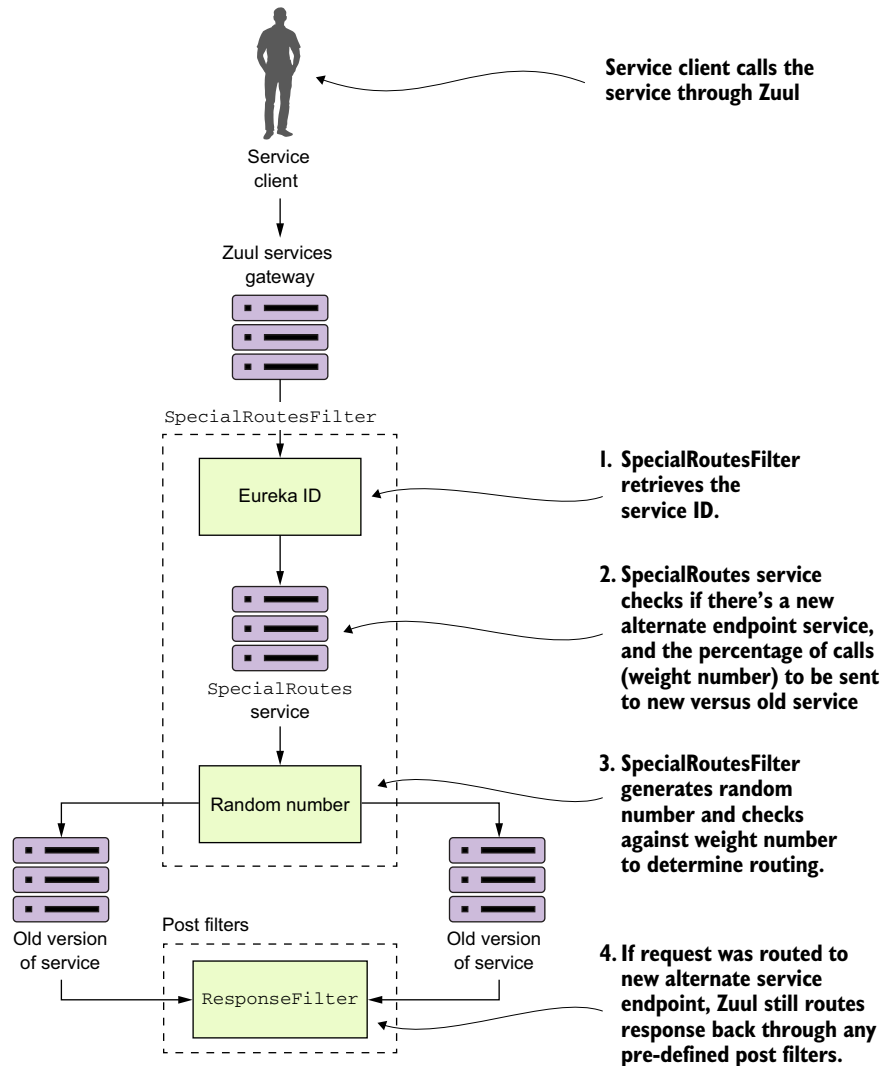 Service client calls the
service through Zuul
Service
client
Zuul services
gateway
SpecialRoutesFilter
Eureka ID
1. SpecialRoutesFilter
retrieves the
service ID.
2. SpecialRoutes service
checks if there’s a new
alternate endpoint service,
and the percentage of calls
(weight number) to be sent
to new versus old service
SpecialRoutes
service
Random number
3. SpecialRoutesFilter
generates random
number and checks
against weight number
to determine routing.
Old version
of service
Post filters
ResponseFilter
Old version
of service
4. If request was routed to
new alternate service
endpoint, Zuul still routes
response back through any
pre-defined post filters.